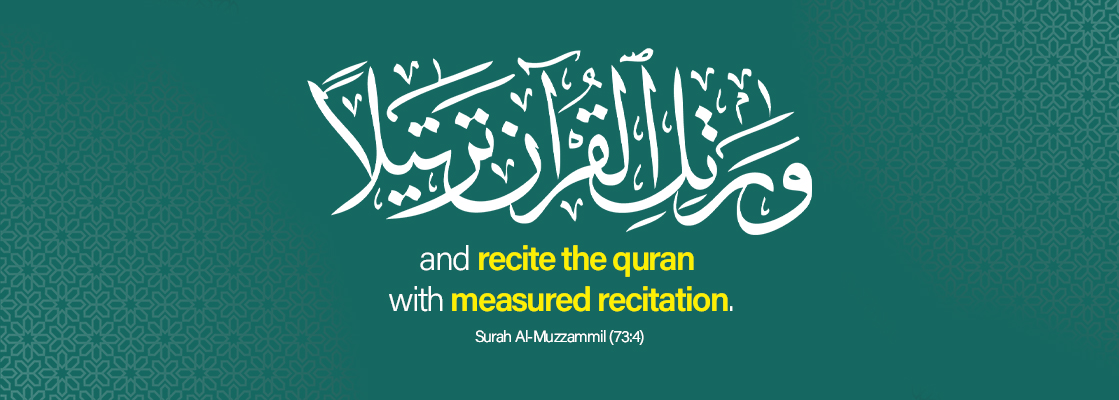 وَرَتِّلِ ٱلْقُرْآنَ تَرْتِيلًا
and recite the quran
with measured recitation.
Surah Al-Muzzammil (73:4)